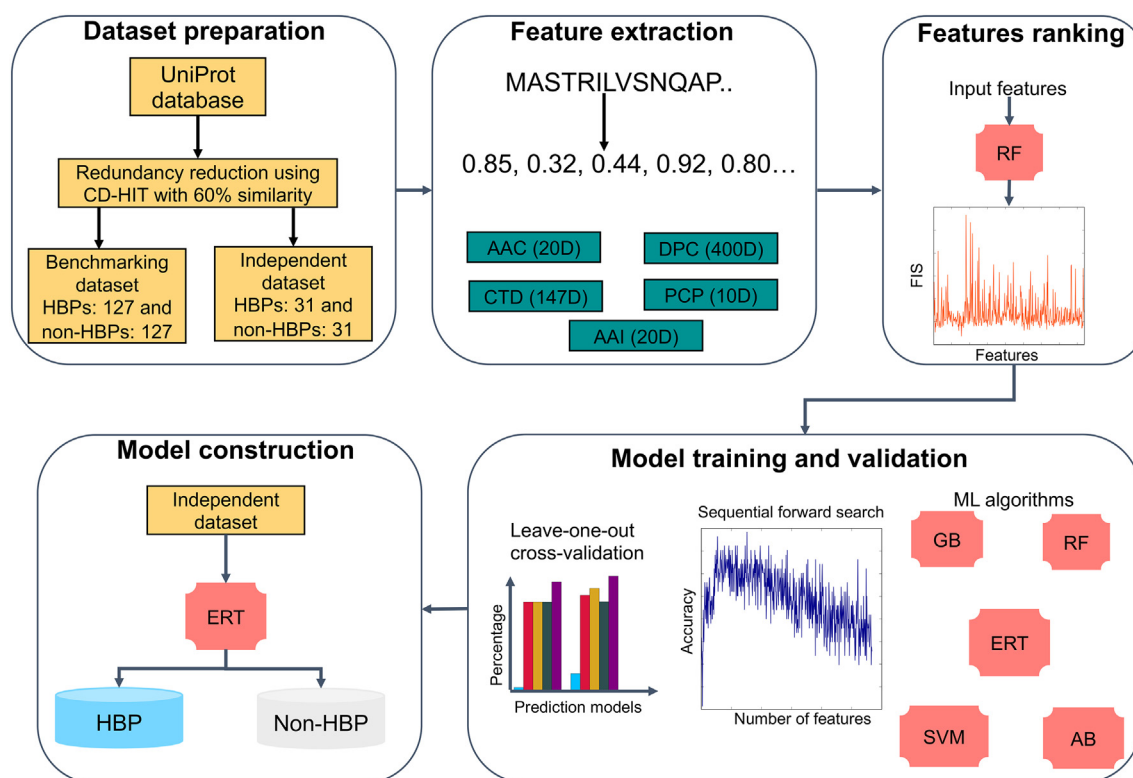 Dataset preparation
UniProt
database
Redundancy reduction using
CD-HIT with 60% similarity
Benchmarking
dataset
HBPs: 127 and
non-HBPs: 127
Independent
dataset
HBPs: 31 and
non-HBPs: 31
Feature extraction
MASTRILVSNQAP..
0.85, 0.32, 0.44, 0.92, 0.80…
AAC (20D)
DPC (400D)
CTD (147D)
PCP (10D)
AAI (20D)
Features ranking
Input features
RF
FIS
Features
Model construction
Independent
dataset
ERT
HBP
Non-HBP
Model training and validation
Leave-one-out
cross-validation
Percentage
Prediction models
Sequential forward search
Accuracy
Number of features
ML algorithms
GB
RF
ERT
SVM
AB